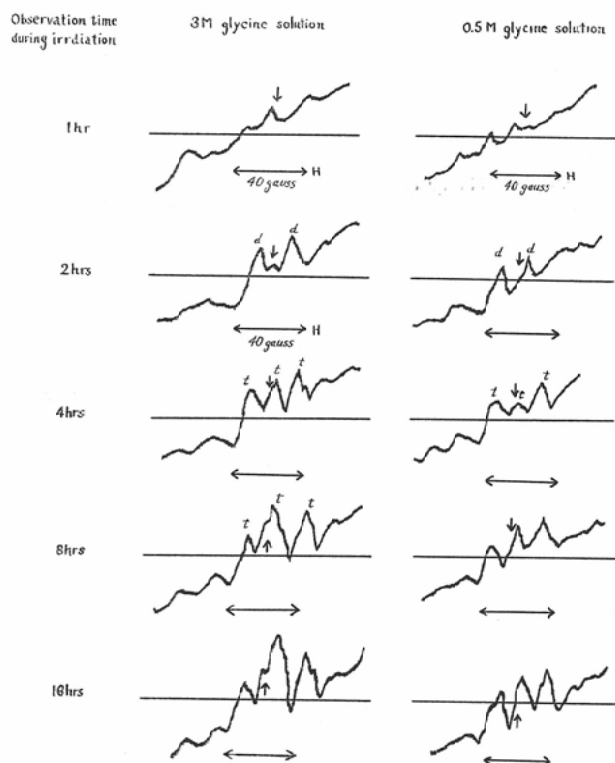 Observation time
during irrdiation
3M glycine solution
0.5 M glycine solution
1hr
H
40 gauss
H
40 gauss
2hrs
d
d
H
40 gauss
d
d
4hrs
t
t
t
t
t
t
8hrs
t
t
t
16hrs